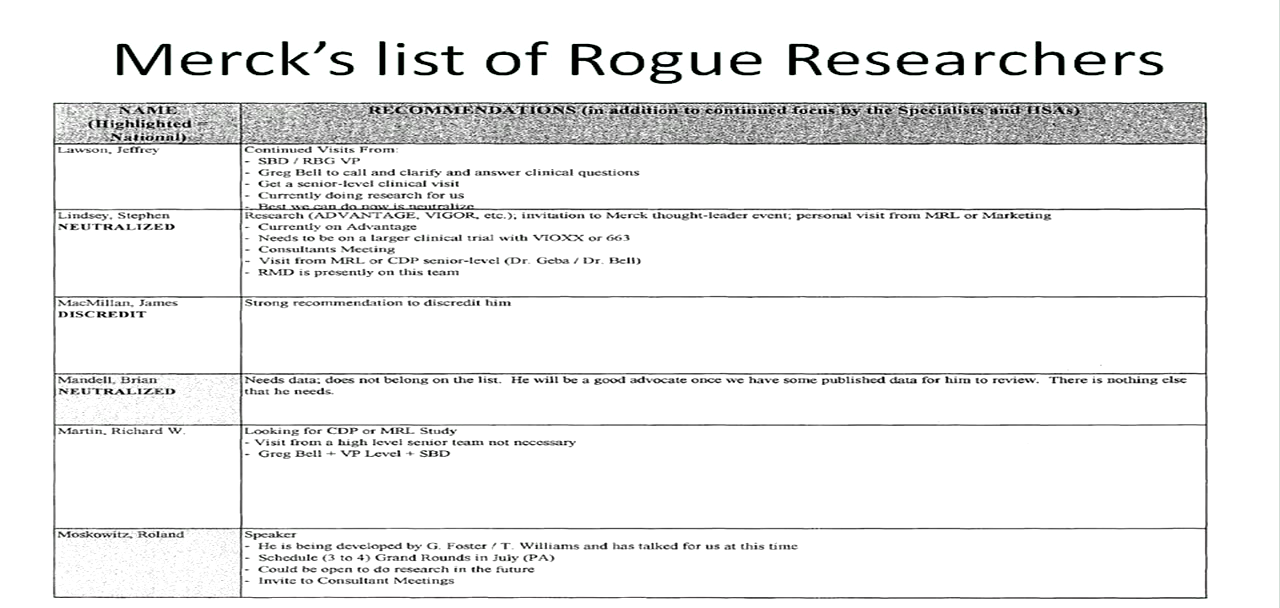 Merck’s list of Rogue Researchers
NAME
(Highlighted =
National)
RECOMMENDATIONS (in addition to continued focus by the Specialists and HSAs)
Lawson, Jeffrey
Continued Visits From:
- SBD / RBG VP
- Greg Bell to call and clarify and answer clinical questions
- Get a senior-level clinical visit
- Currently doing research for us
- Best we can do now is neutralize
Lindsey, Stephen
NEUTRALIZED
Research (ADVANTAGE, VIGOR, etc.); invitation to Merck thought-leader event; personal visit from MRL or Marketing
- Currently on Advantage
- Needs to be on a larger clinical trial with VIOXX or 663
- Consultants Meeting
- Visit from MRL or CDP senior-level (Dr. Geba / Dr. Bell)
- RMD is presently on this team
MacMillan, James
DISCREDIT
Strong recommendation to discredit him
Mandell, Brian
NEUTRALIZED
Needs data; does not belong on the list. He will be a good advocate once we have some published data for him to review. There is nothing else
that he needs.
Martin, Richard W.
Looking for CDP or MRL Study
- Visit from a high level senior team not necessary
- Greg Bell + VP Level + SBD
Moskowitz, Roland
Speaker
- He is being developed by G. Foster / T. Williams and has talked for us at this time
- Schedule (3 to 4) Grand Rounds in July (PA)
- Could be open to do research in the future
- Invite to Consultant Meetings